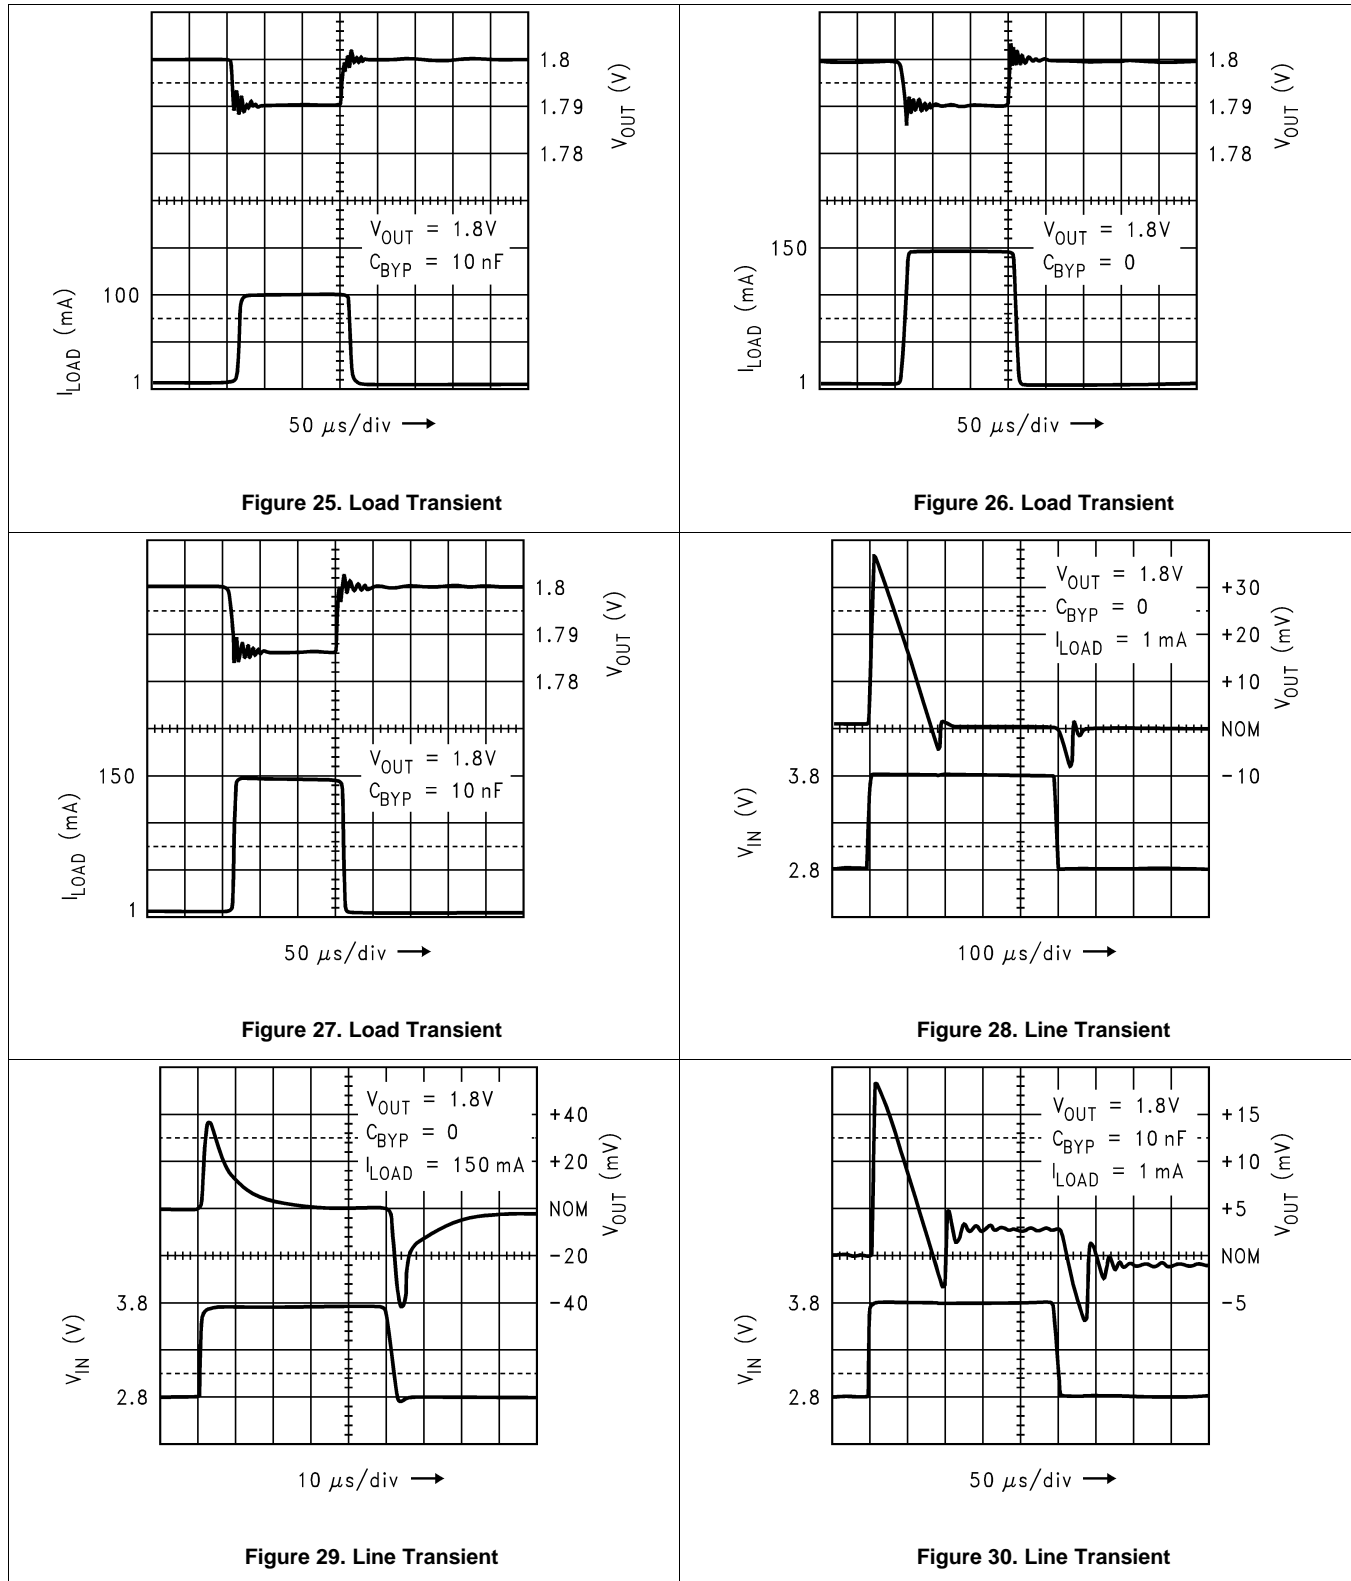 1.8
1.79
1.78
V_OUT (V)
V_OUT = 1.8V
C_BYP = 10 nF
100
1
I_LOAD (mA)
50 μs/div →
Figure 25. Load Transient
1.8
1.79
1.78
V_OUT (V)
V_OUT = 1.8V
C_BYP = 0
150
1
I_LOAD (mA)
50 μs/div →
Figure 26. Load Transient
1.8
1.79
1.78
V_OUT (V)
V_OUT = 1.8V
C_BYP = 10 nF
150
1
I_LOAD (mA)
50 μs/div →
Figure 27. Load Transient
V_OUT = 1.8V
C_BYP = 0
I_LOAD = 1 mA
+30
+20
+10
NOM
-10
V_OUT (mV)
3.8
2.8
V_IN (V)
100 μs/div →
Figure 28. Line Transient
V_OUT = 1.8V
C_BYP = 0
I_LOAD = 150 mA
+40
+20
NOM
-20
-40
V_OUT (mV)
3.8
2.8
V_IN (V)
10 μs/div →
Figure 29. Line Transient
V_OUT = 1.8V
C_BYP = 10 nF
I_LOAD = 1 mA
+15
+10
+5
NOM
-5
V_OUT (mV)
3.8
2.8
V_IN (V)
50 μs/div →
Figure 30. Line Transient